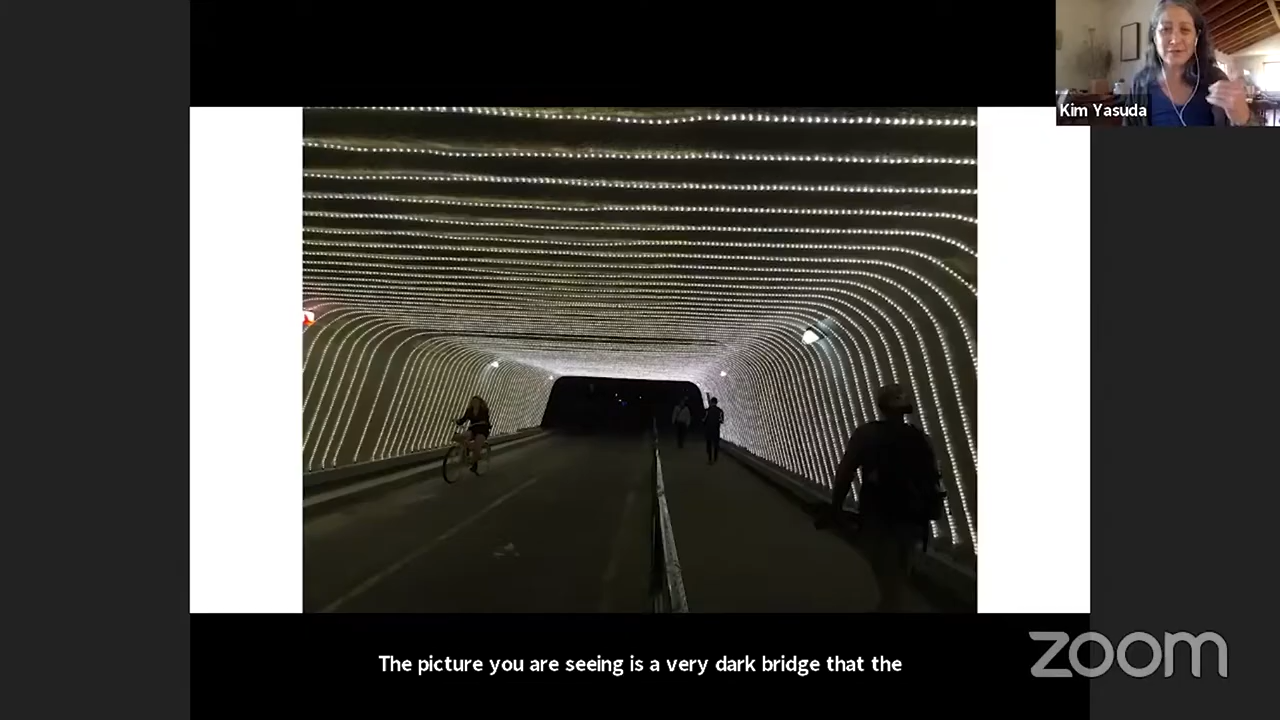 Kim Yasuda
The picture you are seeing is a very dark bridge that the
zoom